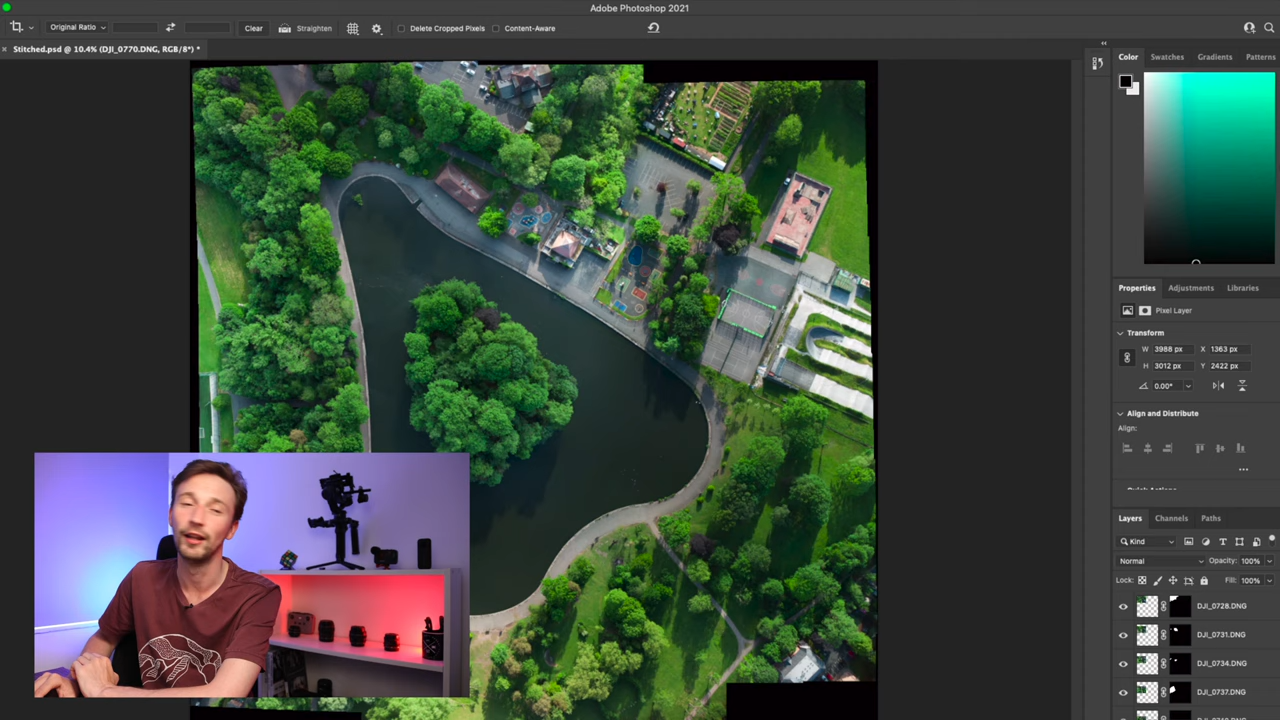 Adobe Photoshop 2021
Original Ratio Clear Straighten Delete Cropped Pixels Content-Aware
Stitched.psd @ 10.4% (DJI_0770.DNG, RGB/8*) *
Color Swatches Gradients Patterns
Properties Adjustments Libraries
Pixel Layer
Transform
W 3988 px X 1363 px
H 3012 px Y 2422 px
0.00°
Align and Distribute
Align:
Layers Channels Paths
Kind
Normal Opacity: 100%
Lock: Fill: 100%
DJI_0728.DNG
DJI_0731.DNG
DJI_0734.DNG
DJI_0737.DNG